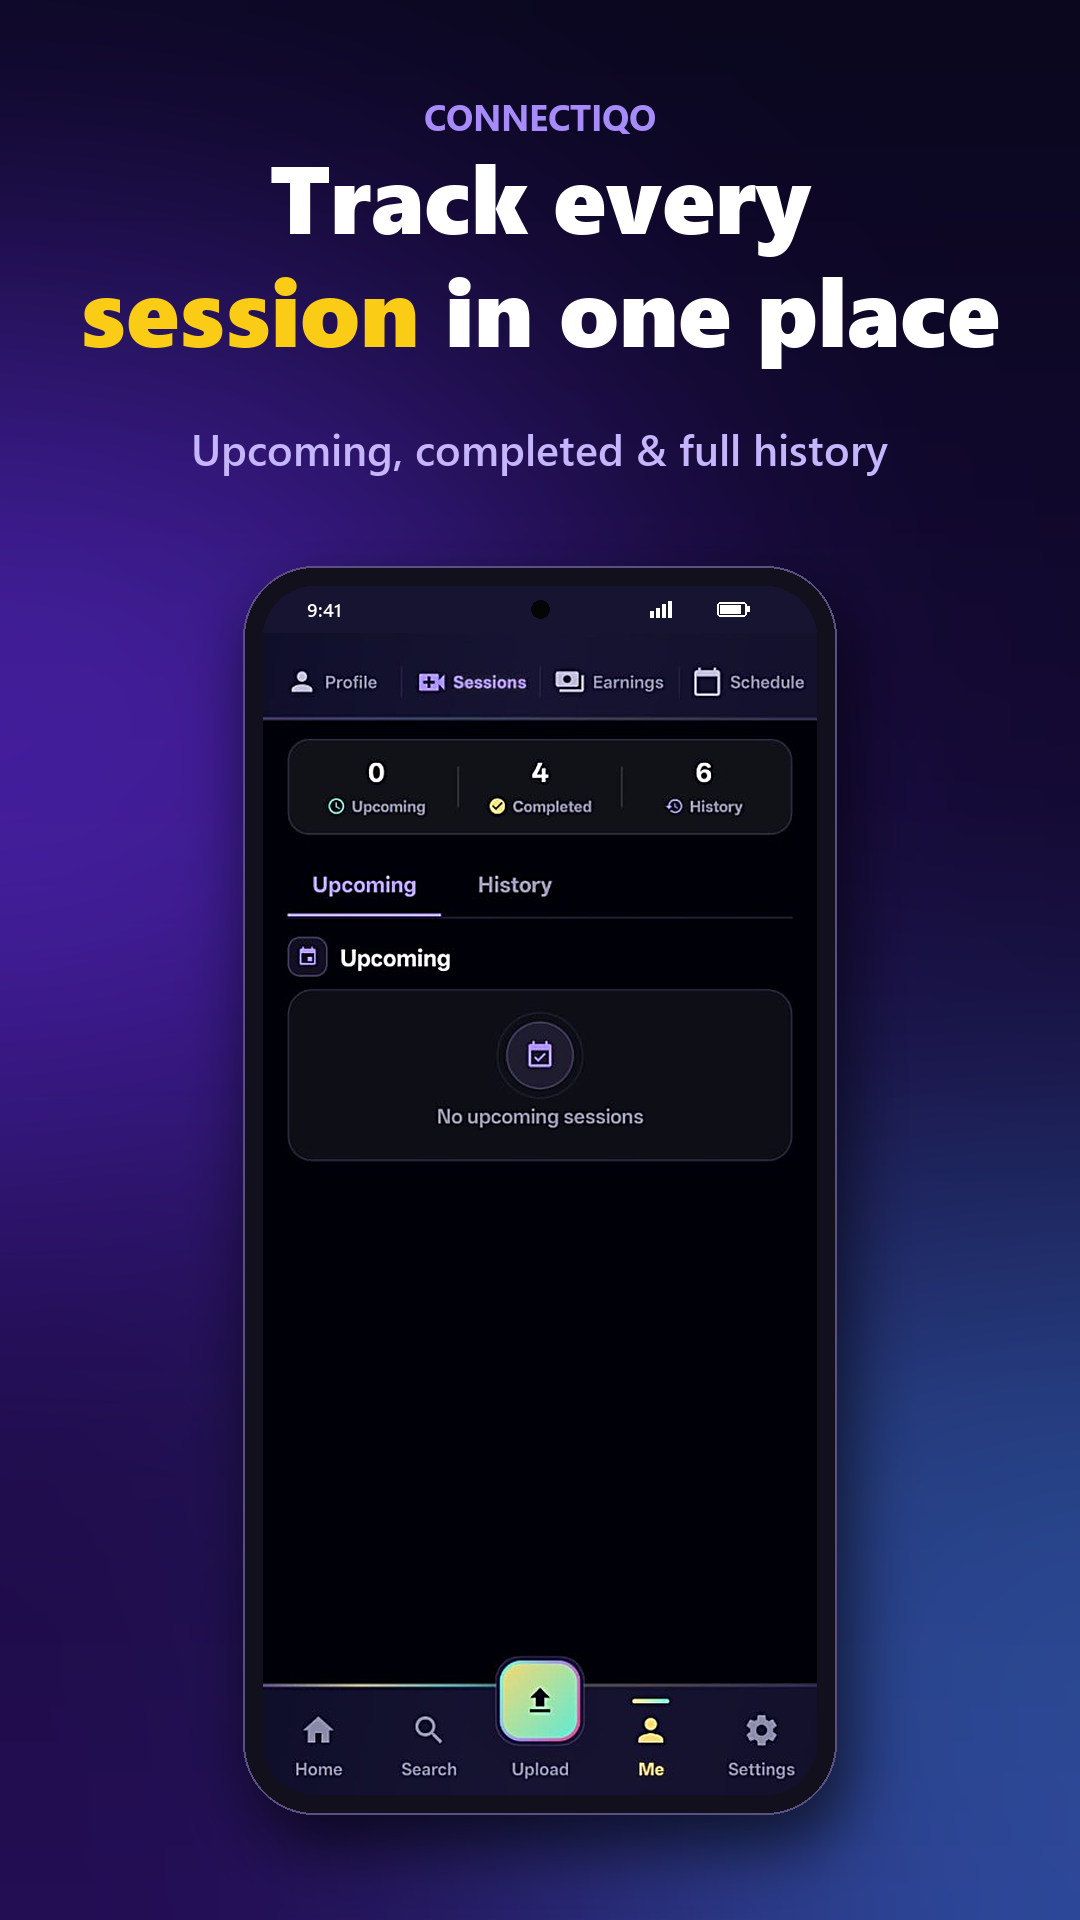 CONNECTIQO
Track every
session in one place
Upcoming, completed & full history
9:41
Profile
Sessions
Earnings
Schedule
0
4
6
Upcoming
Completed
History
Upcoming
History
Upcoming
No upcoming sessions
Home
Search
Upload
Me
Settings